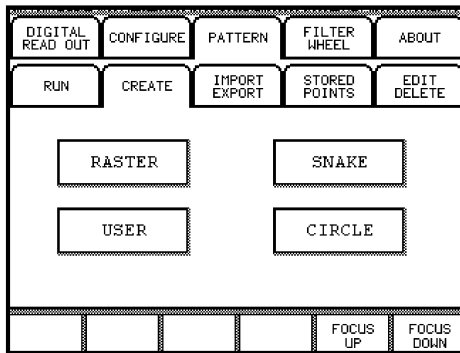 DIGITAL READ OUT
CONFIGURE
PATTERN
FILTER WHEEL
ABOUT
RUN
CREATE
IMPORT EXPORT
STORED POINTS
EDIT DELETE
RASTER
SNAKE
USER
CIRCLE
FOCUS UP
FOCUS DOWN